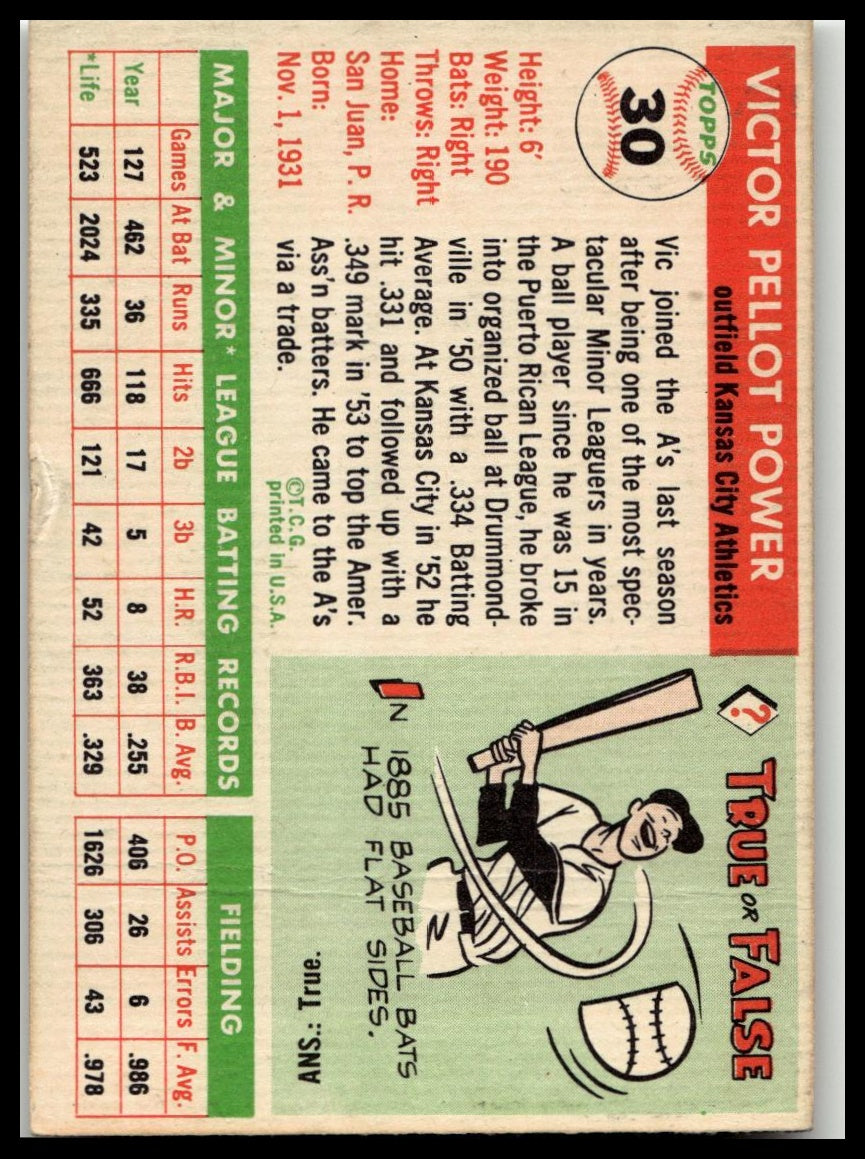 TOPPS
30
VICTOR PELLOT POWER
outfield Kansas City Athletics
Height: 6'
Weight: 190
Bats: Right
Throws: Right
Home:
San Juan, P. R.
Born:
Nov. 1, 1931
Vic joined the A's last season
after being one of the most spec-
tacular Minor Leaguers in years.
A ball player since he was 15 in
the Puerto Rican League, he broke
into organized ball at Drummond-
ville in '50 with a .334 Batting
Average. At Kansas City in '52 he
hit .331 and followed up with a
.349 mark in '53 to top the Amer.
Ass'n batters. He came to the A's
via a trade.
©T.C.G.
printed in U.S.A.
?
TRUE OR FALSE
IN 1885 BASEBALL BATS
HAD FLAT SIDES.
ANS.: True.
MAJOR & MINOR* LEAGUE BATTING RECORDS FIELDING
Games At Bat Runs Hits 2b 3b H.R. R.B.I. B. Avg. P.O. Assists Errors F. Avg.
Year 127 462 36 118 17 5 8 38 .255 406 26 6 .986
*Life 523 2024 335 666 121 42 52 363 .329 1626 306 43 .978